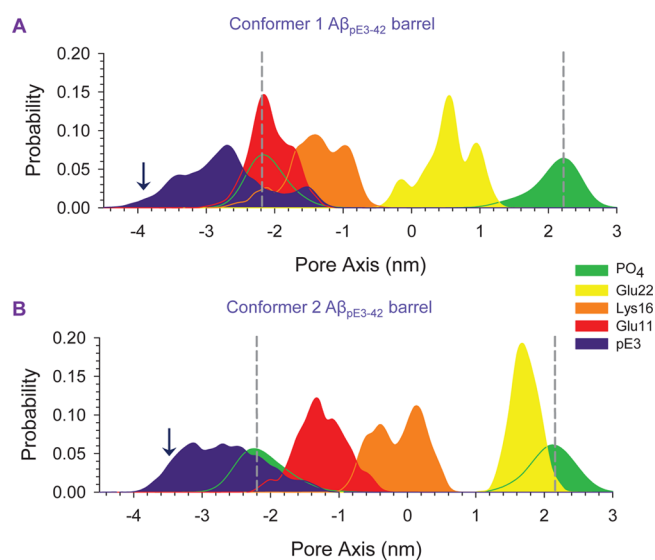 A
Conformer 1 AβpE3-42 barrel
Probability
0.20
0.15
0.10
0.05
0.00
-4 -3 -2 -1 0 1 2 3
Pore Axis (nm)
PO4
Glu22
Lys16
Glu11
pE3
B
Conformer 2 AβpE3-42 barrel
Probability
0.20
0.15
0.10
0.05
0.00
-4 -3 -2 -1 0 1 2 3
Pore Axis (nm)